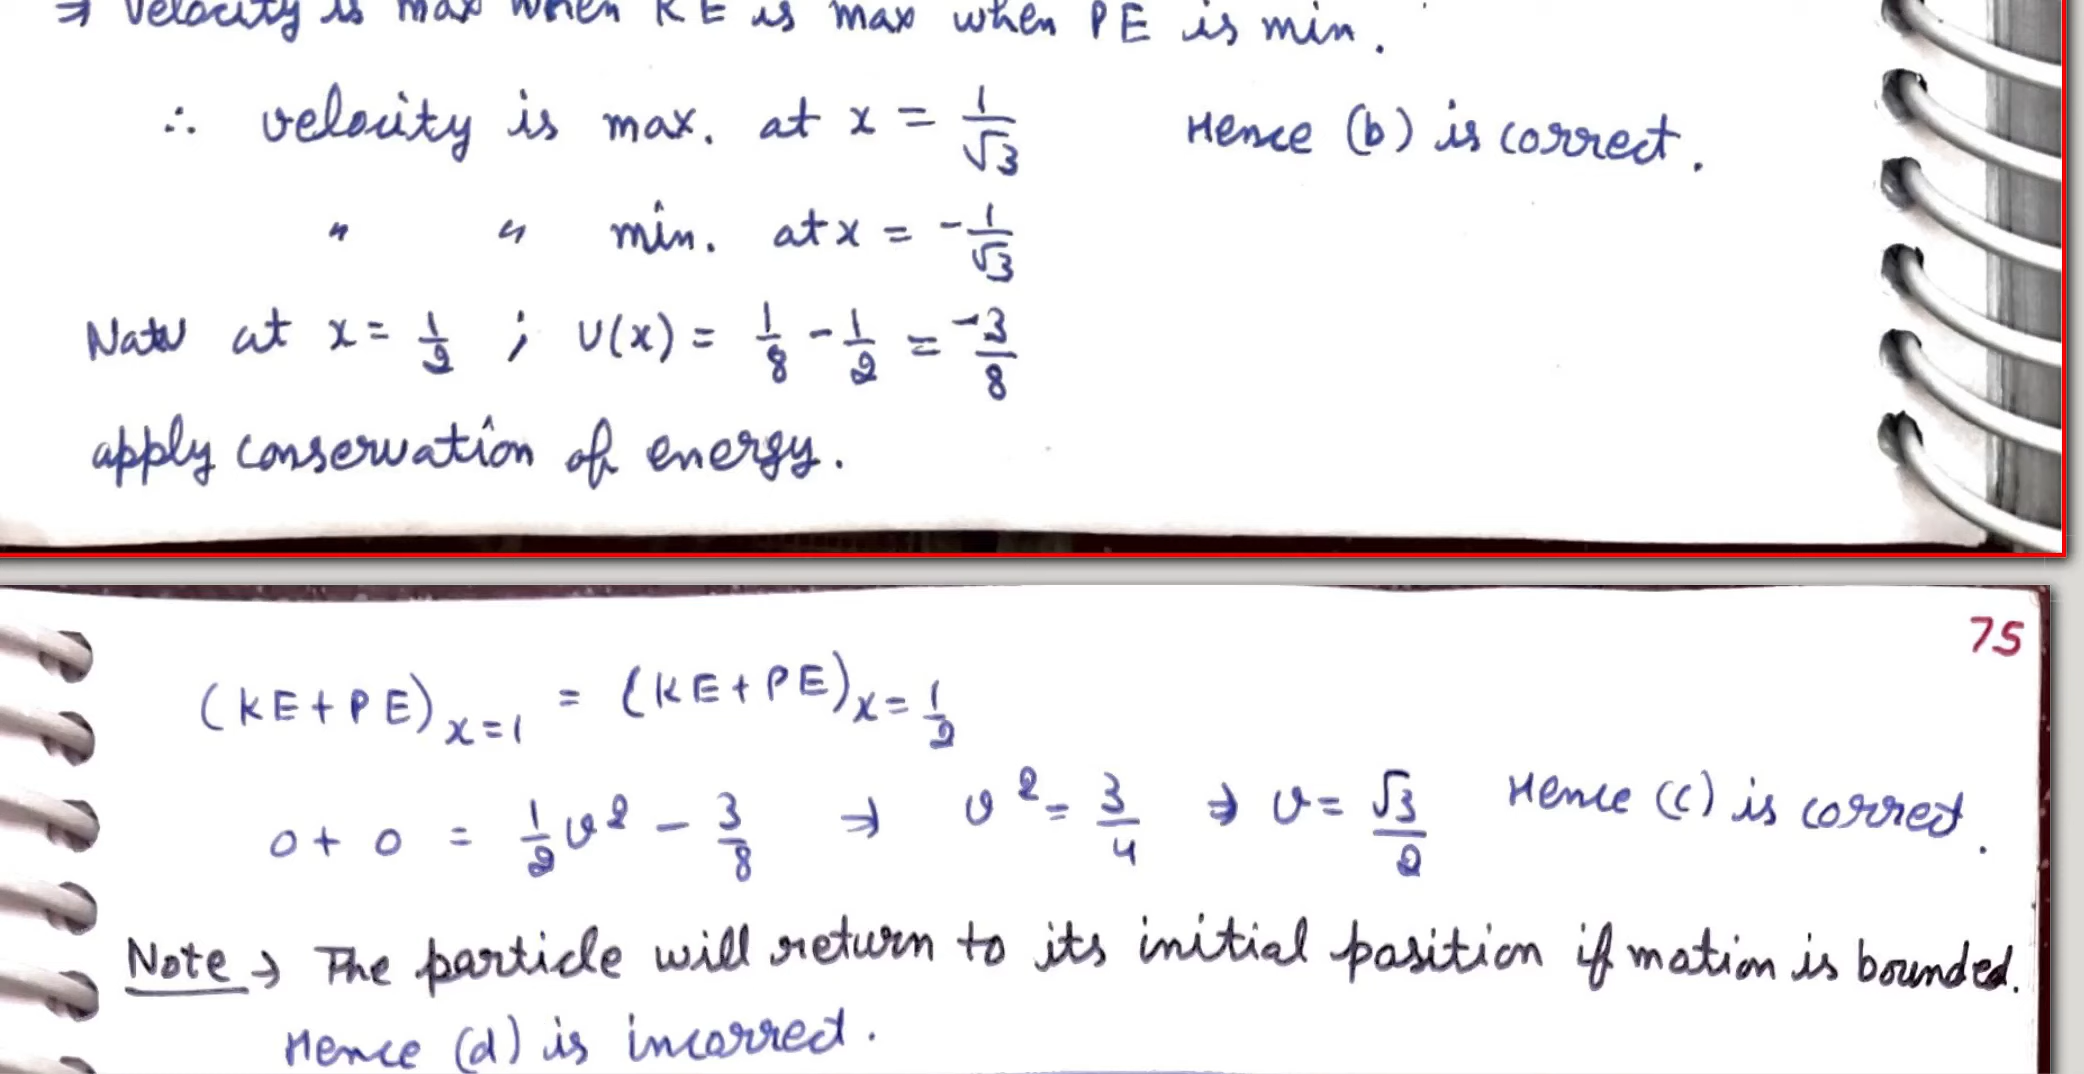 ⇒ velocity is max when KE is max when PE is min.
∴ velocity is max. at x = 1/√3 Hence (b) is correct.
" " min. at x = -1/√3
at x = 1/2 ; U(x) = 1/8 - 1/2 = -3/8
apply conservation of energy.
75
(KE+PE)x=1 = (KE+PE)x=1/2
0 + 0 = 1/2 v² - 3/8 ⇒ v² = 3/4 ⇒ v = √3/2 Hence (c) is correct.
Note → The particle will return to its initial position if motion is bounded.
Hence (d) is incorrect.